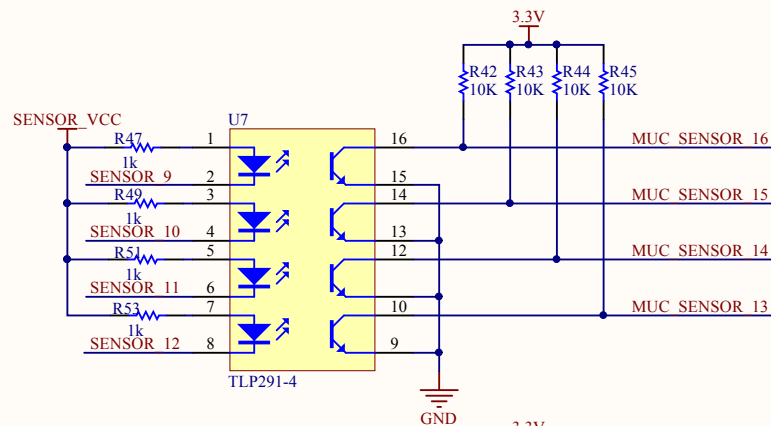 3.3V
R42 R43 R44 R45
10K 10K 10K 10K
SENSOR_VCC
U7
R47 1 16 MUC_SENSOR_16
1k
SENSOR_9 2 15
R49 3 14 MUC_SENSOR_15
1k
SENSOR_10 4 13
R51 5 12 MUC_SENSOR_14
1k
SENSOR_11 6 11
R53 7 10 MUC_SENSOR_13
1k
SENSOR_12 8 9
TLP291-4
GND
3.3V